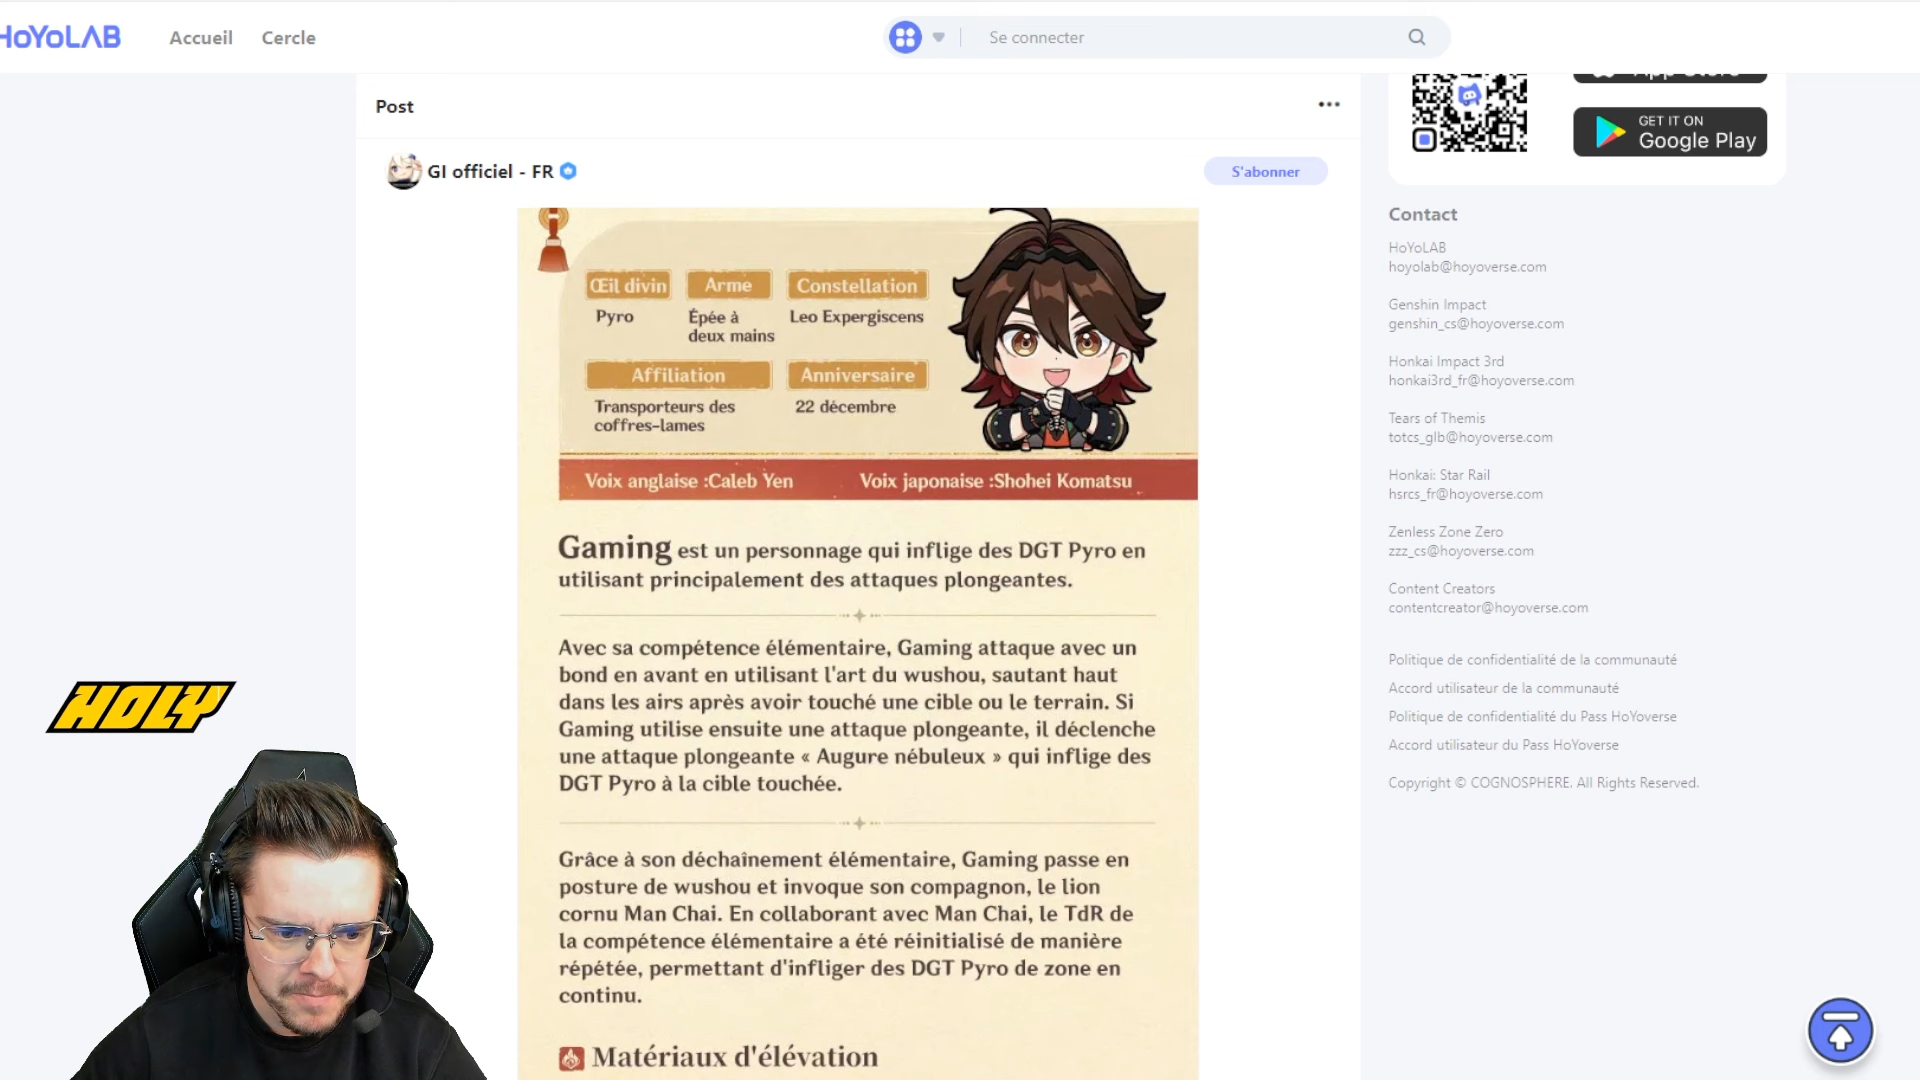 HoYoLAB
Accueil
Cercle
Se connecter
Post
GI officiel - FR
S'abonner
Œil divin
Arme
Constellation
Pyro
Épée à
deux mains
Leo Expergiscens
Affiliation
Anniversaire
Transporteurs des
coffres-lames
22 décembre
Voix anglaise :Caleb Yen
Voix japonaise :Shohei Komatsu
Gaming est un personnage qui inflige des DGT Pyro en
utilisant principalement des attaques plongeantes.
Avec sa compétence élémentaire, Gaming attaque avec un
bond en avant en utilisant l'art du wushou, sautant haut
dans les airs après avoir touché une cible ou le terrain. Si
Gaming utilise ensuite une attaque plongeante, il déclenche
une attaque plongeante « Augure nébuleux » qui inflige des
DGT Pyro à la cible touchée.
Grâce à son déchaînement élémentaire, Gaming passe en
posture de wushou et invoque son compagnon, le lion
cornu Man Chai. En collaborant avec Man Chai, le TdR de
la compétence élémentaire a été réinitialisé de manière
répétée, permettant d'infliger des DGT Pyro de zone en
continu.
Matériaux d'élévation
App Store
GET IT ON
Google Play
Contact
HoYoLAB
hoyolab@hoyoverse.com
Genshin Impact
genshin_cs@hoyoverse.com
Honkai Impact 3rd
honkai3rd_fr@hoyoverse.com
Tears of Themis
totcs_glb@hoyoverse.com
Honkai: Star Rail
hsrcs_fr@hoyoverse.com
Zenless Zone Zero
zzz_cs@hoyoverse.com
Content Creators
contentcreator@hoyoverse.com
Politique de confidentialité de la communauté
Accord utilisateur de la communauté
Politique de confidentialité du Pass HoYoverse
Accord utilisateur du Pass HoYoverse
Copyright © COGNOSPHERE. All Rights Reserved.
HOLY